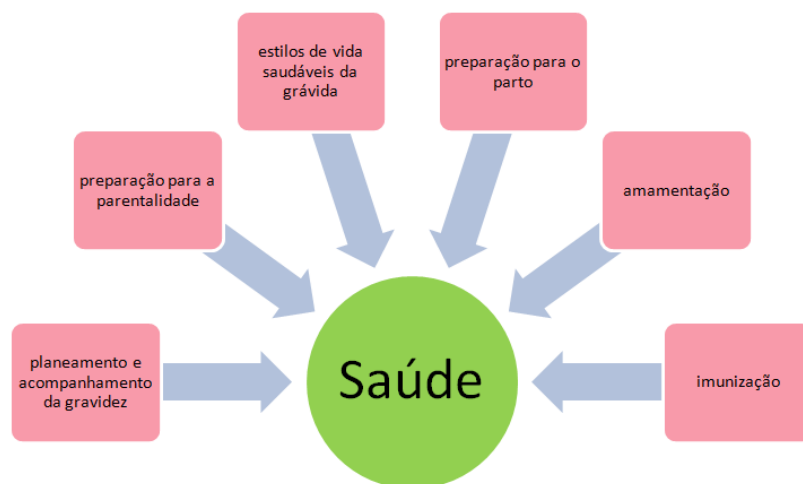 estilos de vida
saudáveis da
grávida
preparação para o
parto
preparação para a
parentalidade
amamentação
planeamento e
acompanhamento
da gravidez
Saúde
imunização